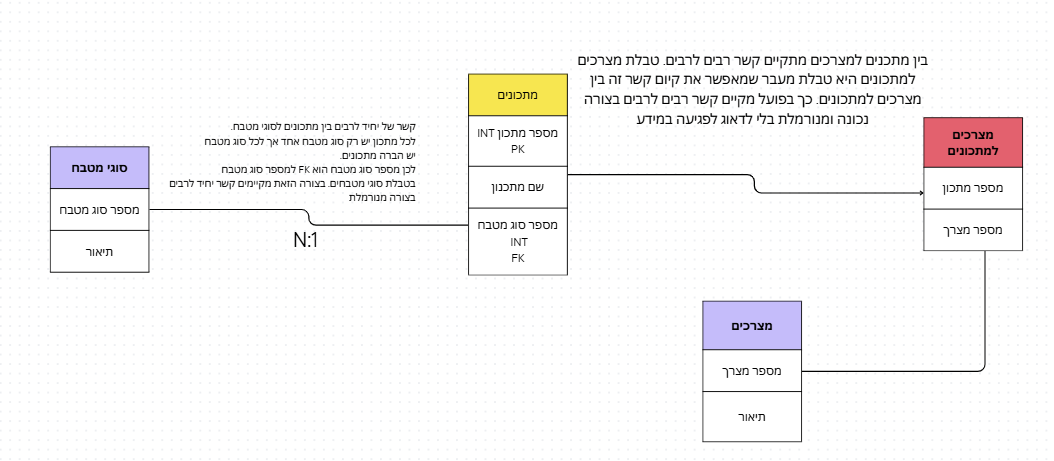 בין מתכנים למצרכים מתקיים קשר רבים לרבים. טבלת מצרכים
למתכונים היא טבלת מעבר שמאפשר את קיום קשר זה בין
מצרכים למתכונים. כך בפועל מקיים קשר רבים לרבים בצורה
נכונה ומנורמלת בלי לדאוג לפגיעה במידע
מצרכים
למתכונים
מספר מתכון
מספר מצרך
מתכונים
מספר מתכון INT
PK
שם מתכנון
מספר סוג מטבח
INT
FK
קשר של יחיד לרבים בין מתכונים לסוגי מטבח.
לכל מתכון יש רק סוג מטבח אחד אך לכל סוג מטבח
יש הברה מתכונים.
לכן מספר סוג מטבח הוא FK למספר סוג מטבח
בטבלת סוגי מטבחים. בצורה הזאת מקיימים קשר יחיד לרבים
בצורה מנורמלת
N:1
סוגי מטבח
מספר סוג מטבח
תיאור
מצרכים
מספר מצרך
תיאור